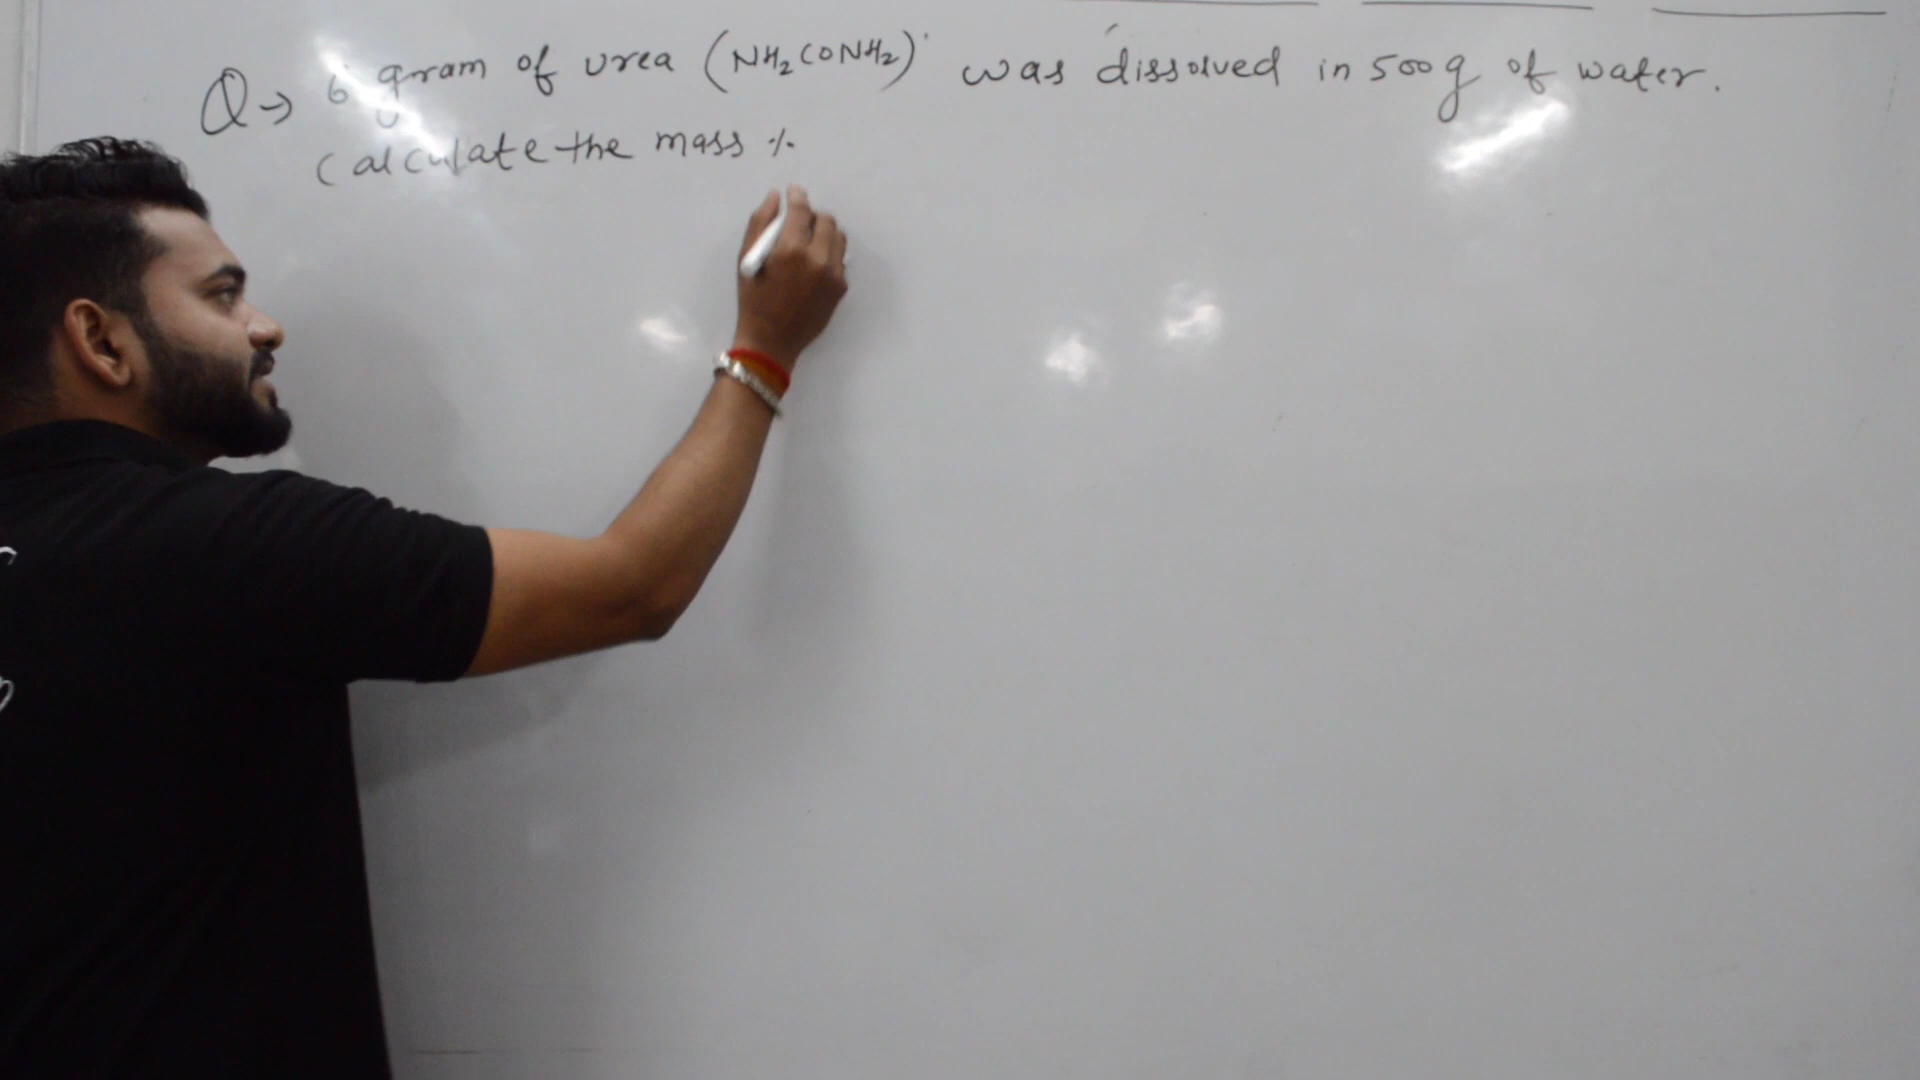 Q→ 6 gram of urea (NH₂CONH₂) was dissolved in 500g of water.
Calculate the mass %